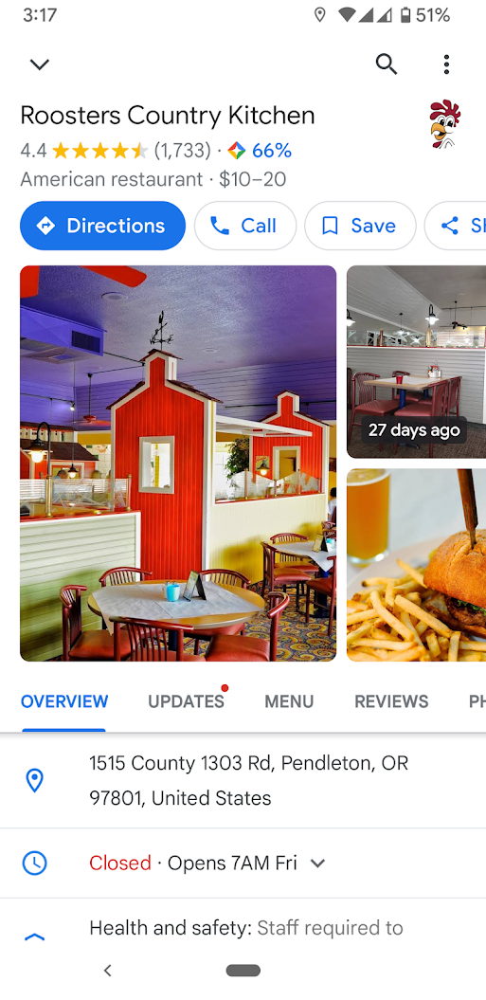 3:17 51%
Roosters Country Kitchen
4.4 (1,733) · 66%
American restaurant · $10–20
Directions Call Save
27 days ago
OVERVIEW UPDATES MENU REVIEWS
1515 County 1303 Rd, Pendleton, OR
97801, United States
Closed · Opens 7AM Fri
Health and safety: Staff required to